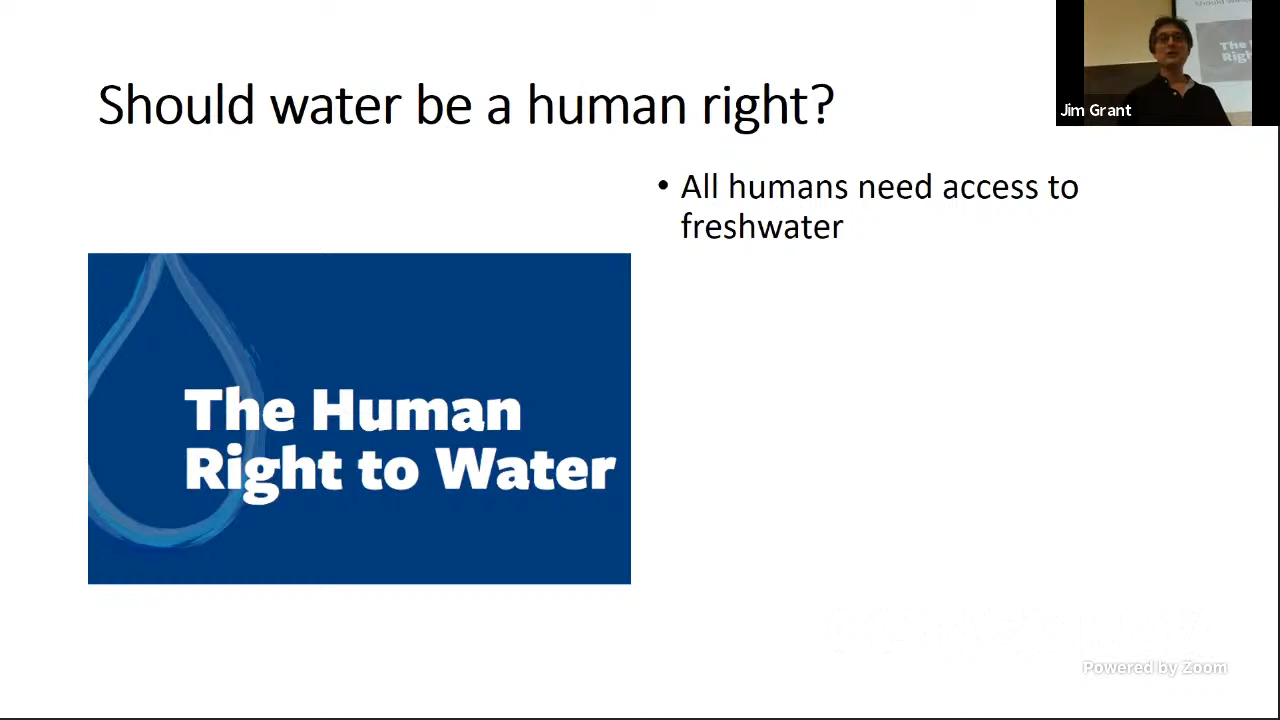 Should water be a human right?
Jim Grant
• All humans need access to
freshwater
The Human
Right to Water
Powered by Zoom